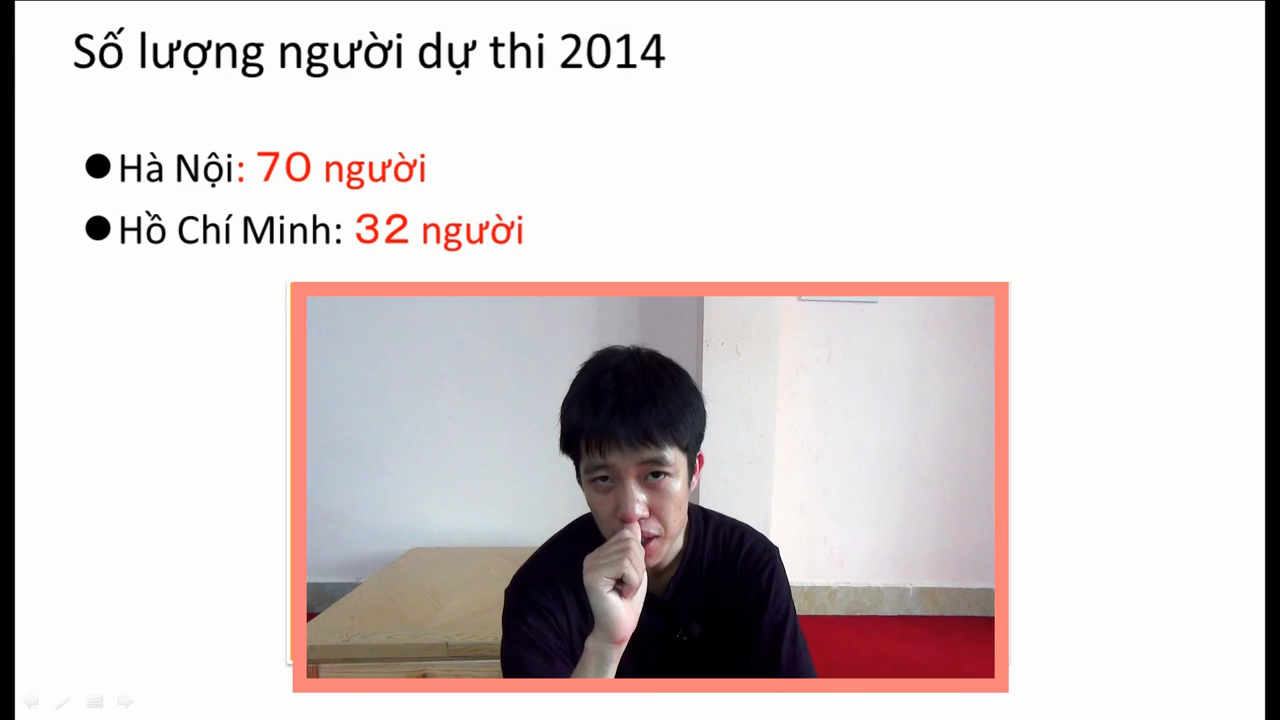 Số lượng người dự thi 2014
●Hà Nội: 70 người
●Hồ Chí Minh: 32 người